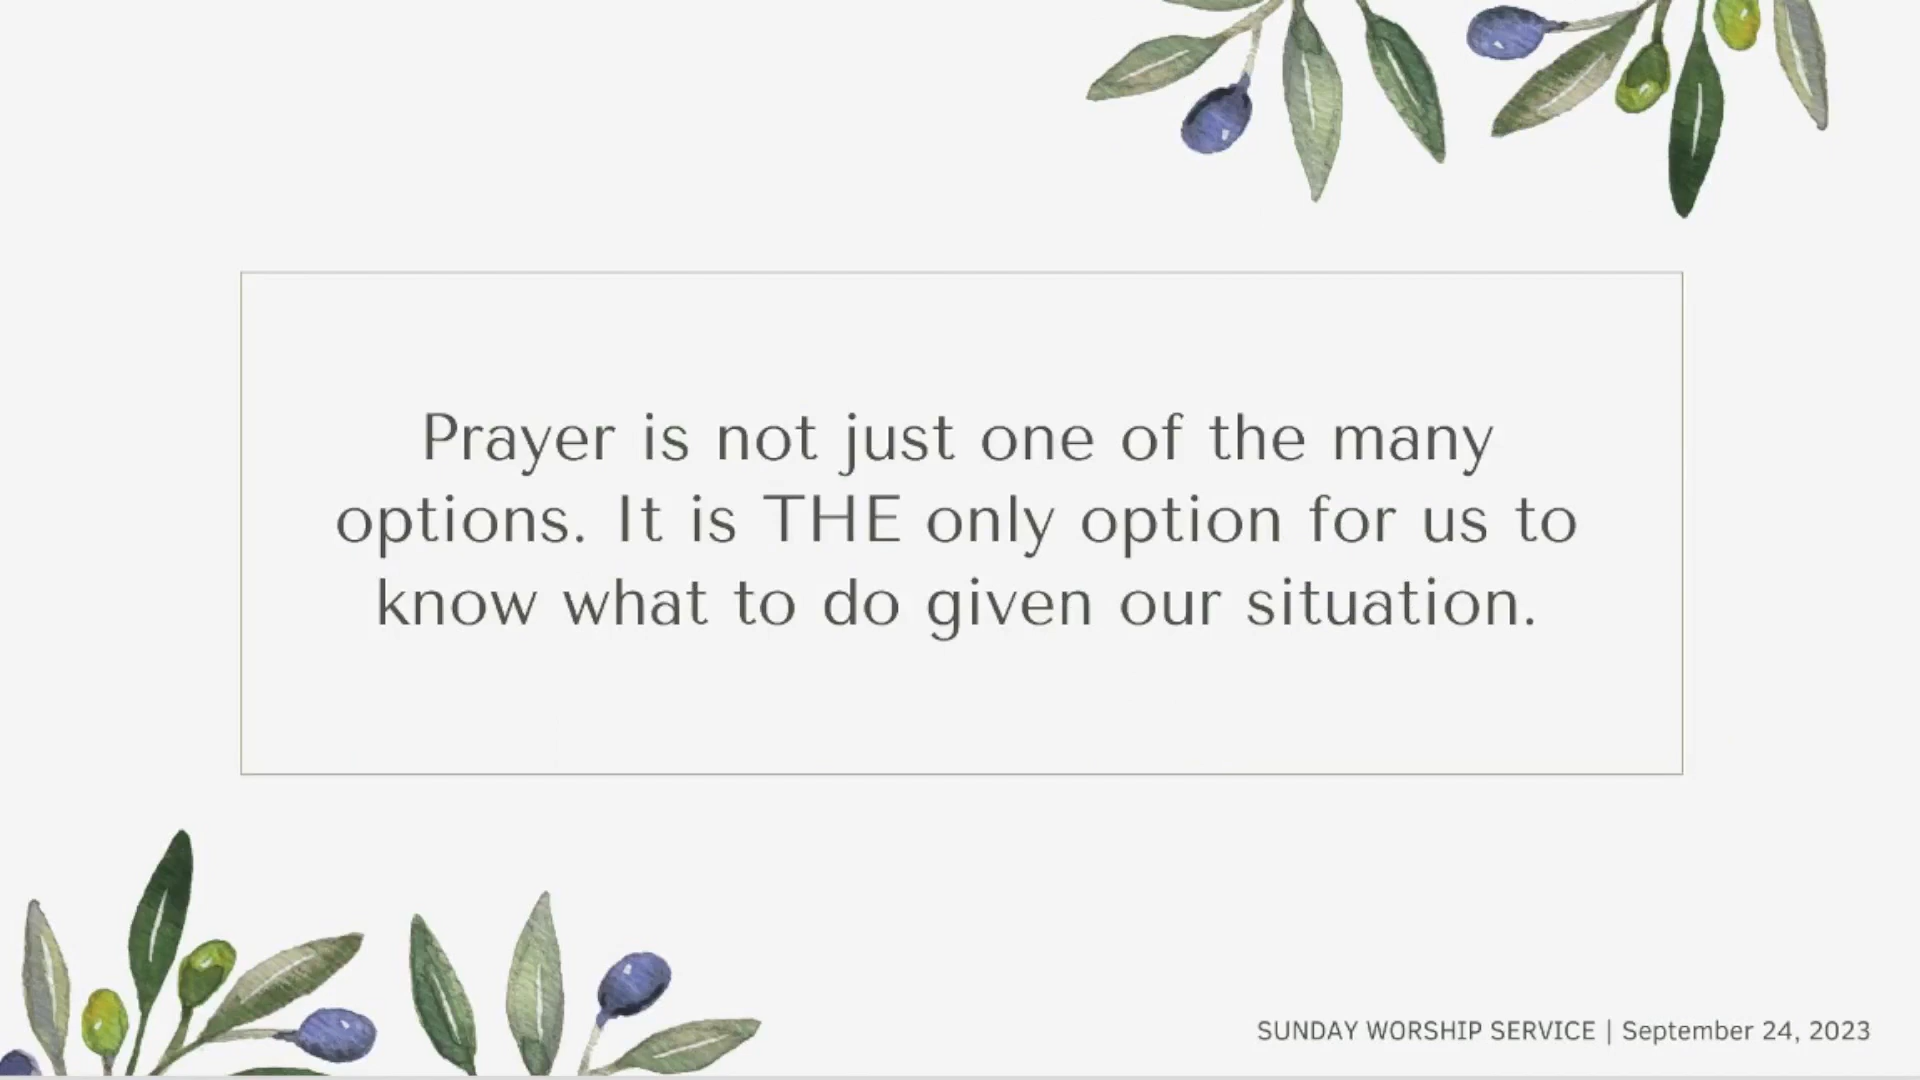 Prayer is not just one of the many
options. It is THE only option for us to
know what to do given our situation.
SUNDAY WORSHIP SERVICE | September 24, 2023